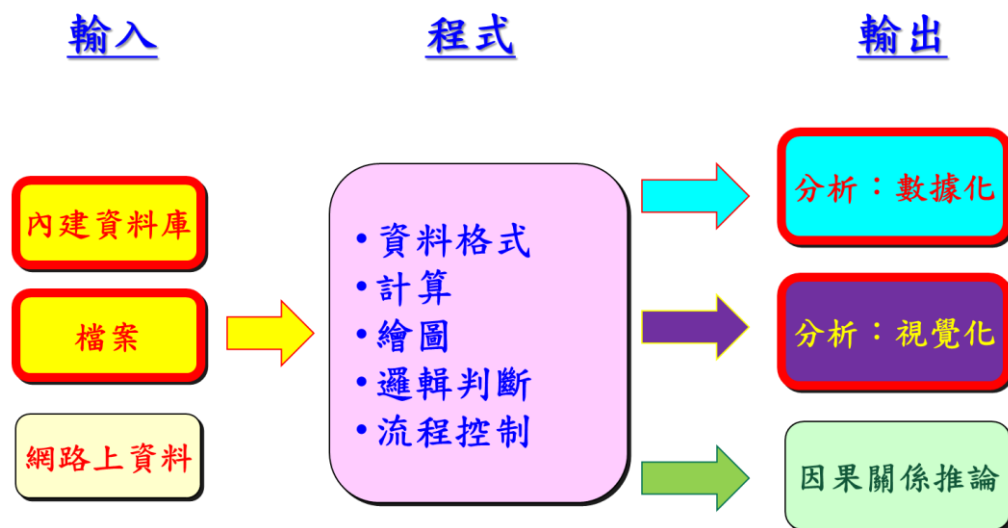 輸入
程式
輸出
內建資料庫
檔案
網路上資料
•資料格式
•計算
•繪圖
•邏輯判斷
•流程控制
分析：數據化
分析：視覺化
因果關係推論